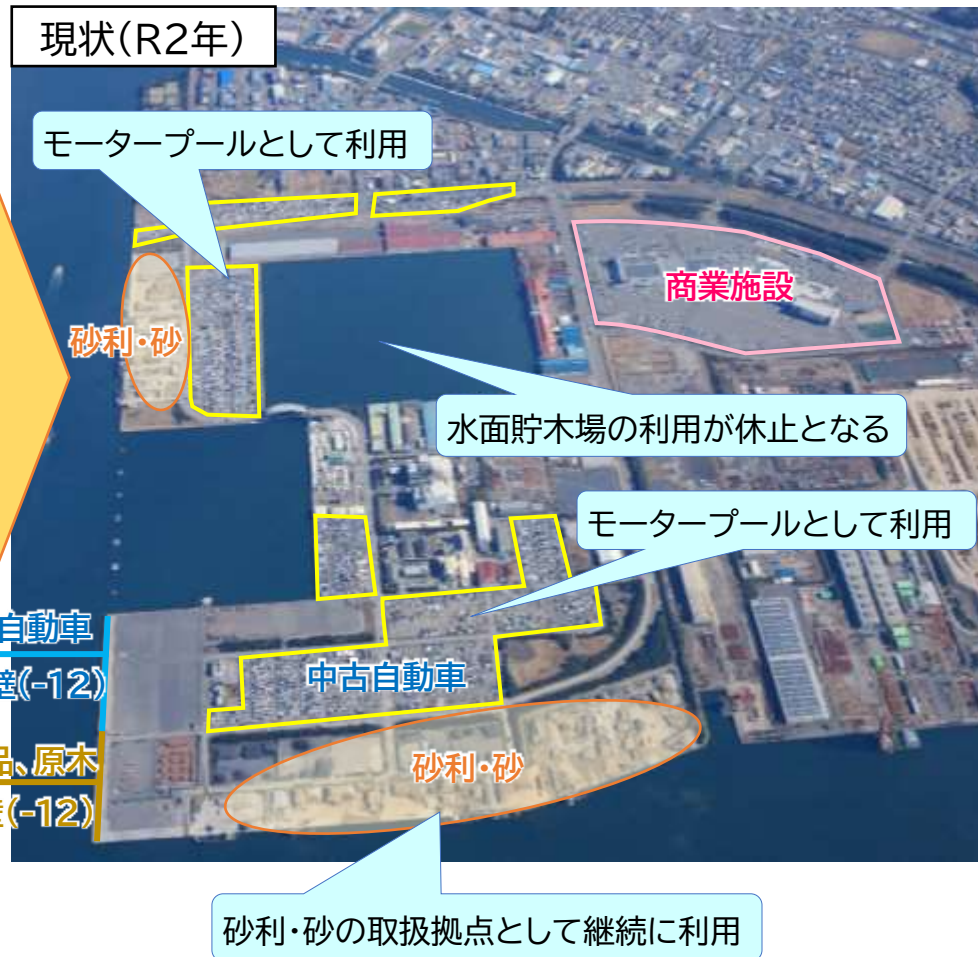 現状(R2年)
モータープールとして利用
商業施設
砂利・砂
水面貯木場の利用が休止となる
モータープールとして利用
自動車
(-12)
中古自動車
品、原木
(-12)
砂利・砂
砂利・砂の取扱拠点として継続に利用